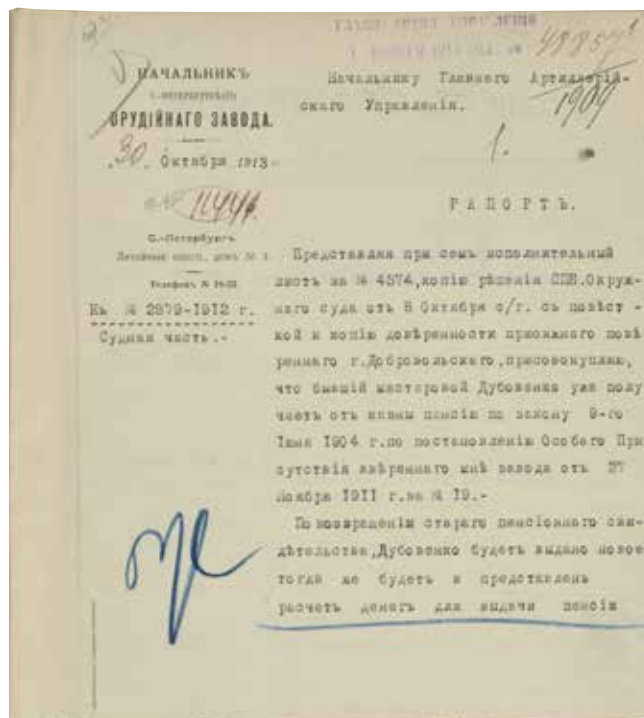 НАЧАЛЬНИКЪ
С.-ПЕТЕРБУРГСКАГО
ОРУДІЙНАГО ЗАВОДА.
30. Октября 1913
№ 11441.
С.-Петербургъ
Къ № 2879-1912 г.
Судная часть.-
1909
Начальнику Главнаго Артиллерій-
скаго Управленія.
1.
РАПОРТЪ.
Представляя при семъ исполнительный
листъ за № 4574, копію рѣшенія СПБ. Окруж-
наго суда отъ 8 Октября с/г. съ повѣст -
кой и копію довѣренности присяжнаго повѣ
реннаго г. Добровольскаго, присовокупляю,
что бывшій мастеровой Дубовенко уже полу
чаетъ отъ казны пенсію по закону 9-го
Іюня 1904 г. по постановленію Особаго При
сутствія ввѣреннаго мнѣ завода отъ 27
Ноября 1911 г. за № 19.-
По возвращеніи стараго пенсіоннаго сви-
дѣтельства, Дубовенко будетъ выдано новое
тогда же будетъ и представленъ
расчетъ денегъ для выдачи пенсіи